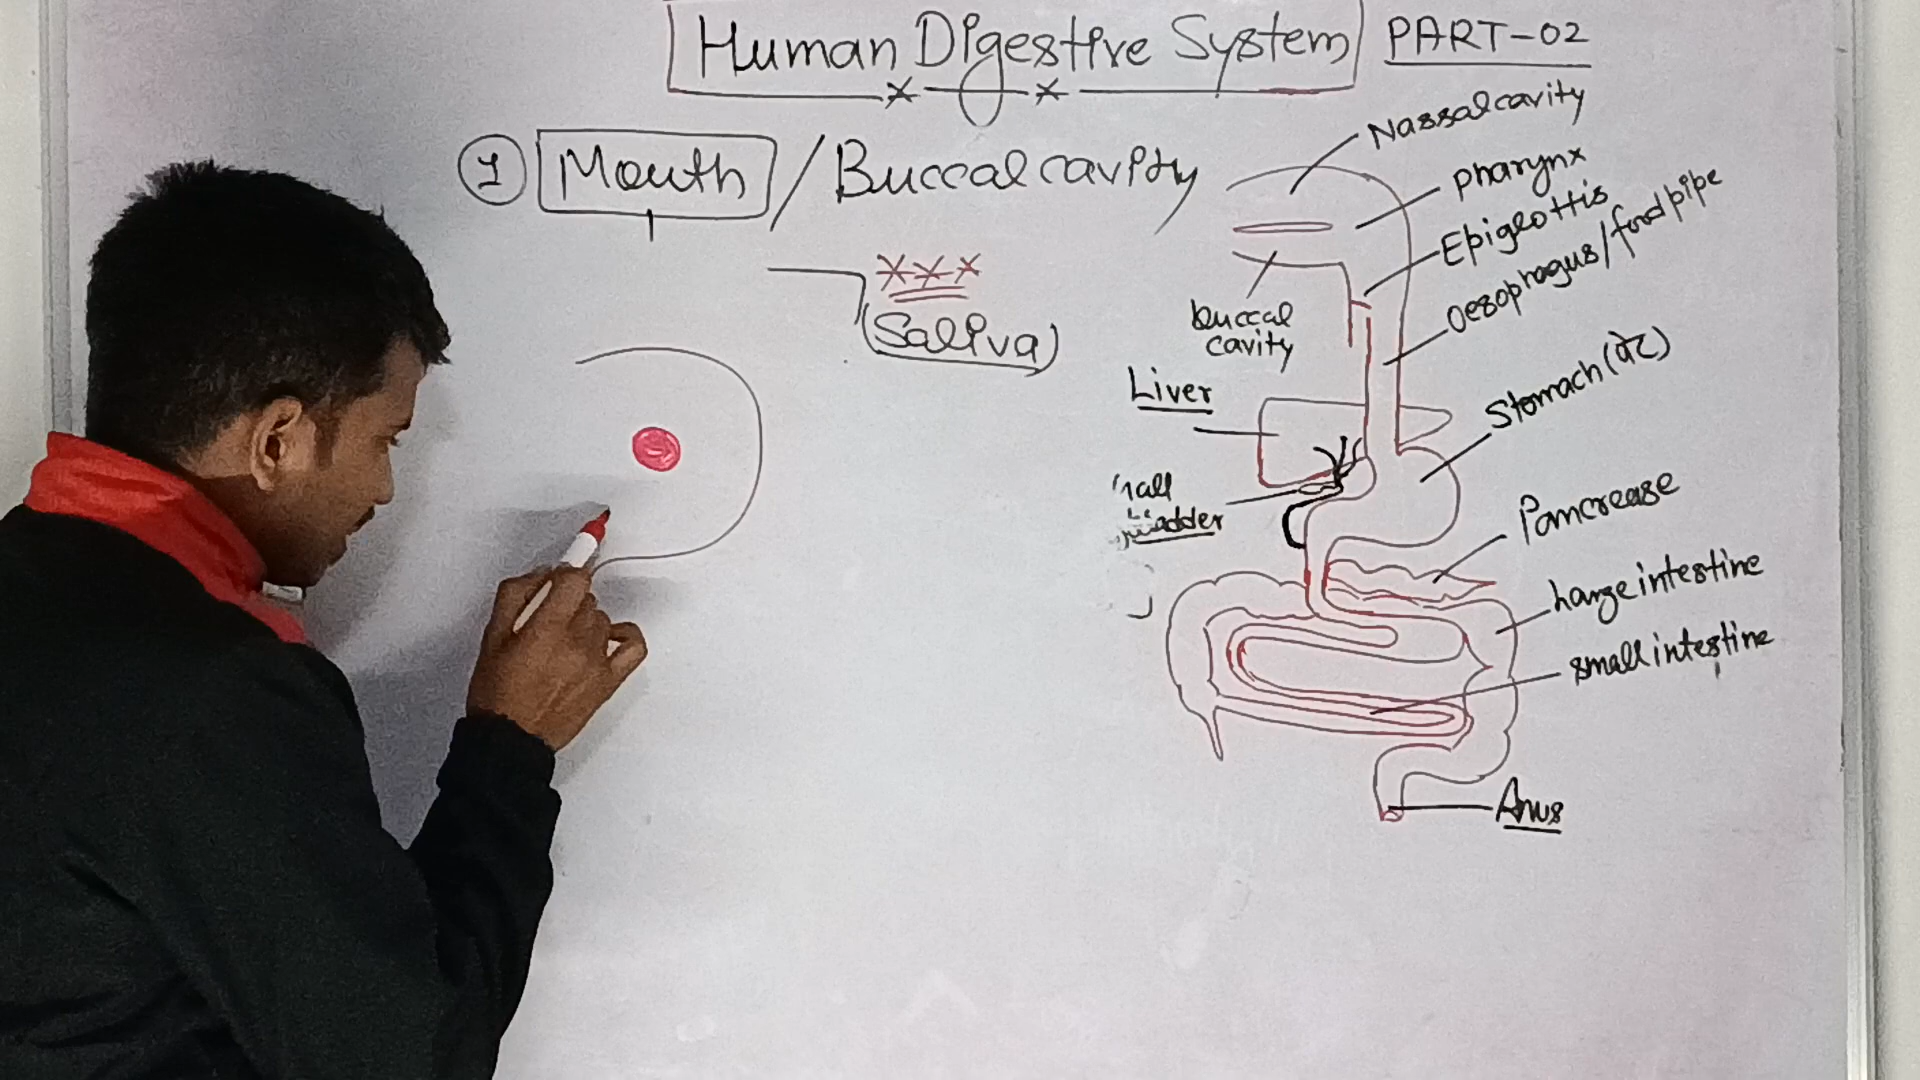 Human Digestive System PART-02
1 Mouth / Buccal cavity
*** 
(Saliva)
Nassal cavity
Pharynx
Epiglottis
Oesophagus/food pipe
buccal
cavity
Liver
Stomach (पेट)
Pancrease
large intestine
small intestine
Anus